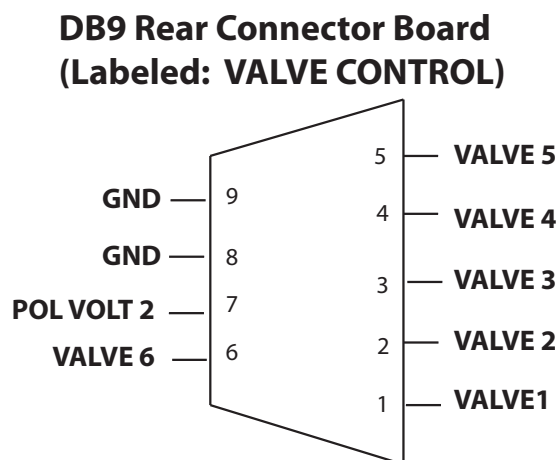 DB9 Rear Connector Board
(Labeled: VALVE CONTROL)
5 VALVE 5
GND 9
4 VALVE 4
GND 8
3 VALVE 3
POL VOLT 2 7
2 VALVE 2
VALVE 6 6
1 VALVE1